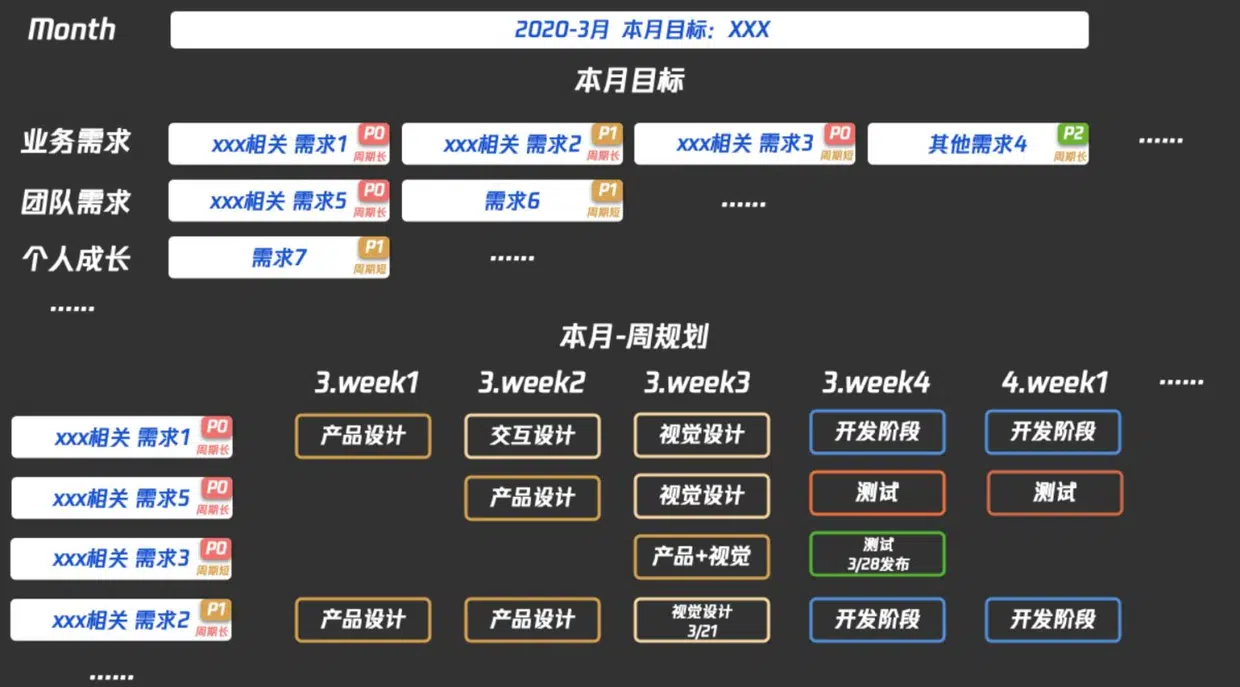 Month
2020-3月 本月目标：XXX
本月目标
业务需求
xxx相关 需求1
P0
周期长
xxx相关 需求2
P1
周期长
xxx相关 需求3
P0
周期短
其他需求4
P2
周期长
······
团队需求
xxx相关 需求5
P0
周期长
需求6
P1
周期短
······
个人成长
需求7
P1
周期短
······
······
本月-周规划
3.week1
3.week2
3.week3
3.week4
4.week1
······
xxx相关 需求1
P0
周期长
产品设计
交互设计
视觉设计
开发阶段
开发阶段
xxx相关 需求5
P0
周期长
产品设计
视觉设计
测试
测试
xxx相关 需求3
P0
周期短
产品+视觉
测试
3/28发布
xxx相关 需求2
P1
周期长
产品设计
产品设计
视觉设计
3/21
开发阶段
开发阶段
······